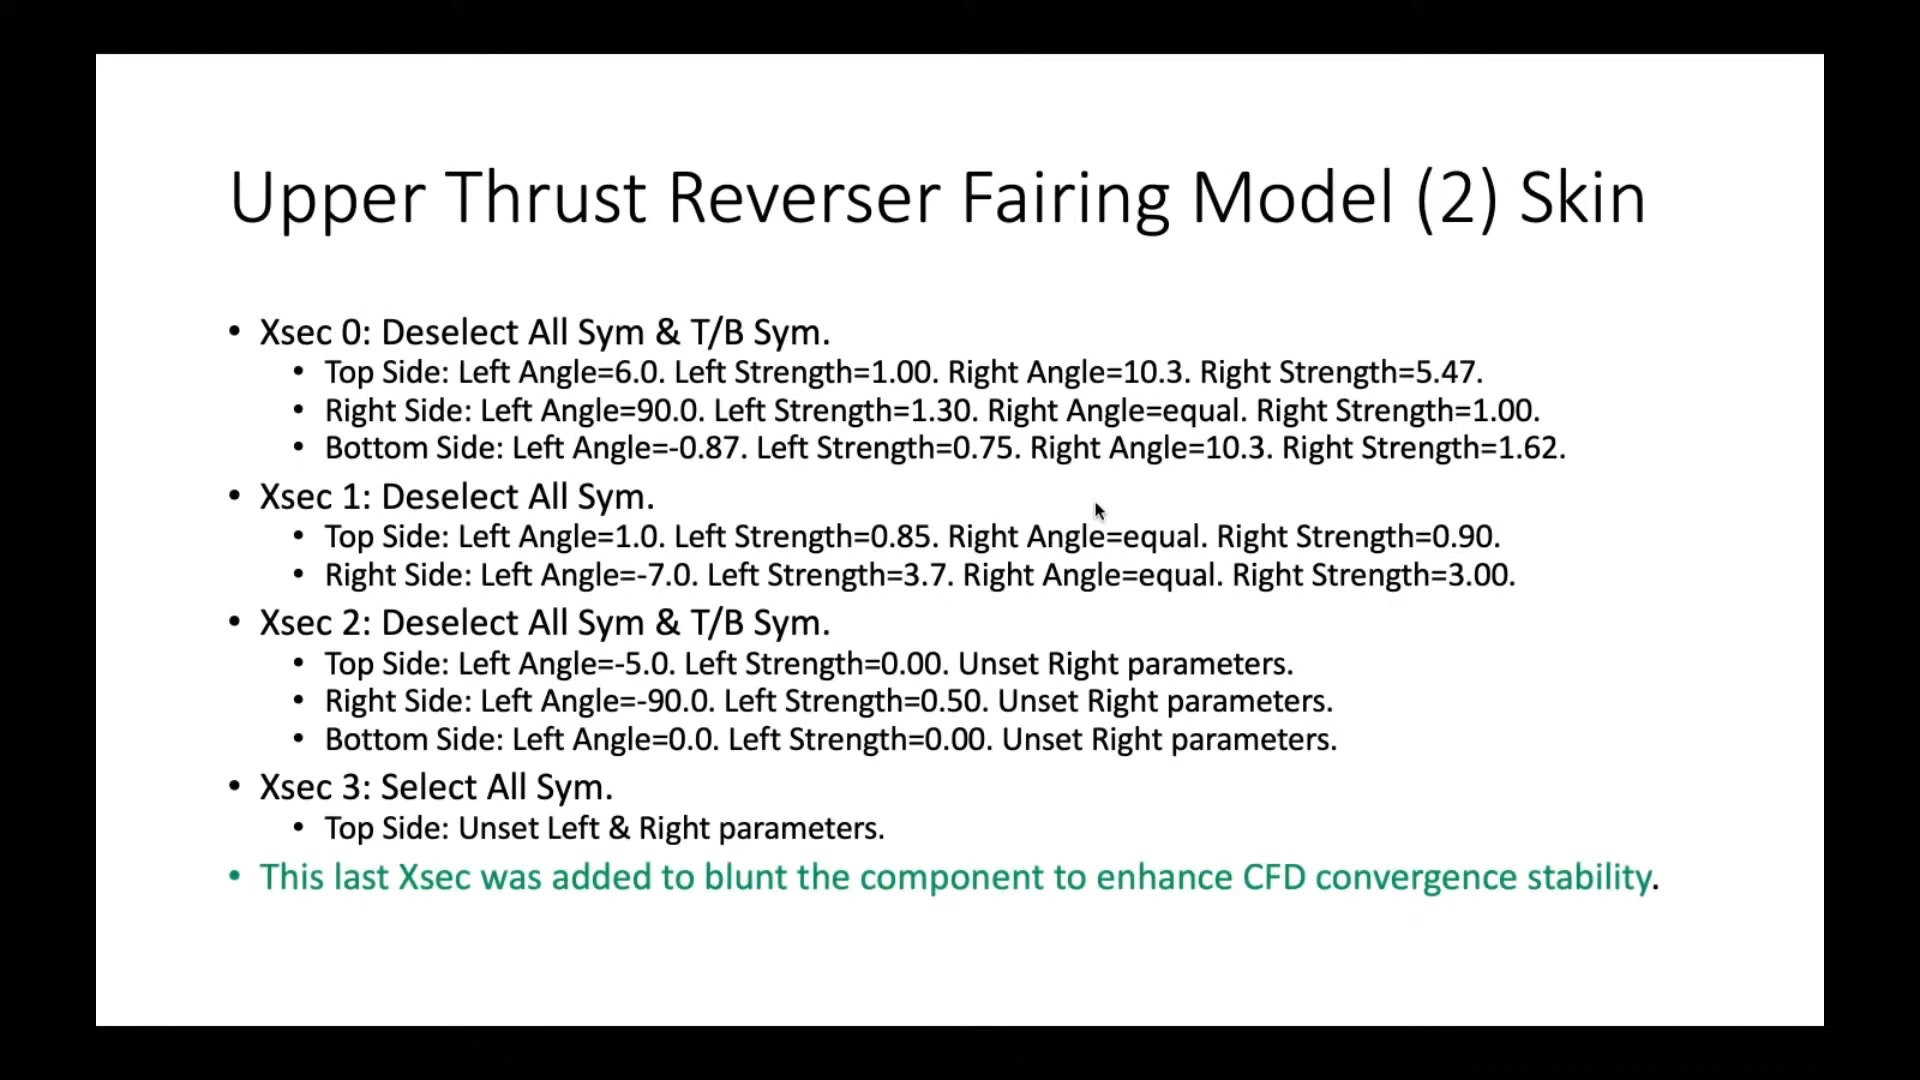 Upper Thrust Reverser Fairing Model (2) Skin
• Xsec 0: Deselect All Sym & T/B Sym.
• Top Side: Left Angle=6.0. Left Strength=1.00. Right Angle=10.3. Right Strength=5.47.
• Right Side: Left Angle=90.0. Left Strength=1.30. Right Angle=equal. Right Strength=1.00.
• Bottom Side: Left Angle=-0.87. Left Strength=0.75. Right Angle=10.3. Right Strength=1.62.
• Xsec 1: Deselect All Sym.
• Top Side: Left Angle=1.0. Left Strength=0.85. Right Angle=equal. Right Strength=0.90.
• Right Side: Left Angle=-7.0. Left Strength=3.7. Right Angle=equal. Right Strength=3.00.
• Xsec 2: Deselect All Sym & T/B Sym.
• Top Side: Left Angle=-5.0. Left Strength=0.00. Unset Right parameters.
• Right Side: Left Angle=-90.0. Left Strength=0.50. Unset Right parameters.
• Bottom Side: Left Angle=0.0. Left Strength=0.00. Unset Right parameters.
• Xsec 3: Select All Sym.
• Top Side: Unset Left & Right parameters.
• This last Xsec was added to blunt the component to enhance CFD convergence stability.